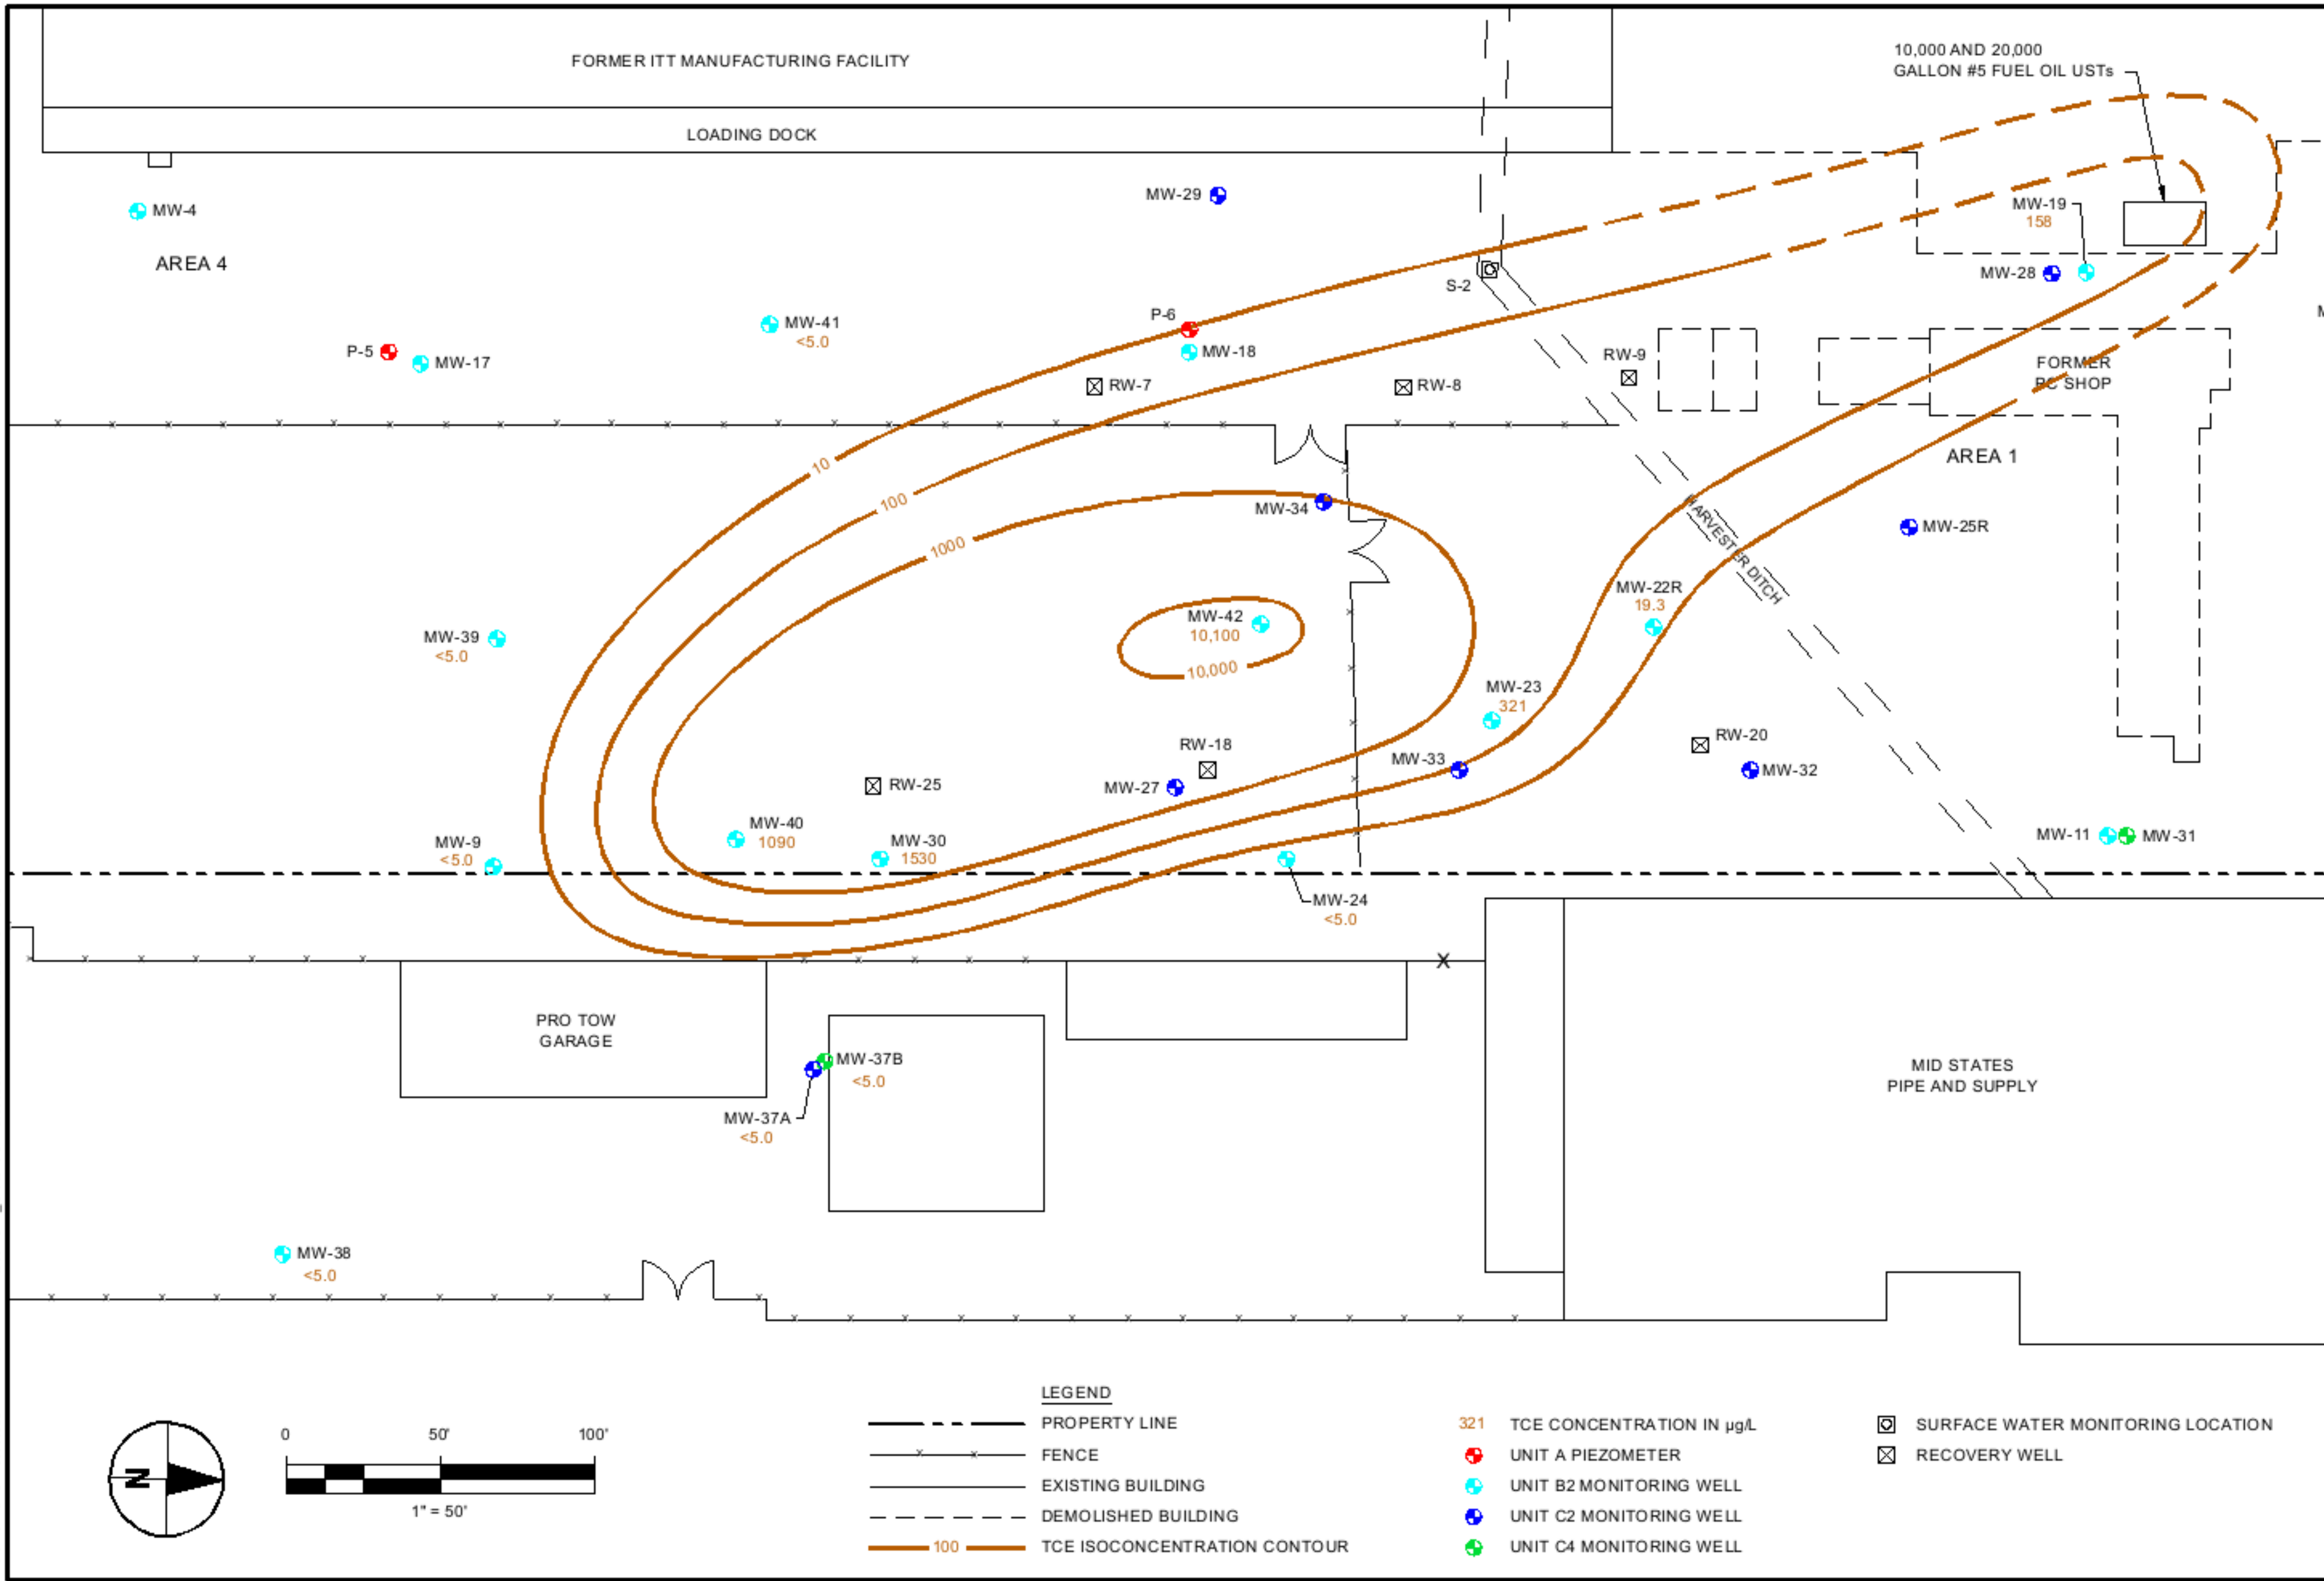 FORMER ITT MANUFACTURING FACILITY
10,000 AND 20,000
GALLON #5 FUEL OIL USTs
LOADING DOCK
MW-4
AREA 4
MW-29
MW-19
158
MW-28
S-2
P-6
MW-18
MW-41
<5.0
P-5
MW-17
RW-7
RW-8
RW-9
FORMER
PC SHOP
AREA 1
10
100
1000
MW-34
HARVESTER DITCH
MW-25R
MW-22R
19.3
MW-39
<5.0
MW-42
10,100
10,000
MW-23
321
RW-18
RW-20
MW-33
MW-32
RW-25
MW-27
MW-40
1090
MW-30
1530
MW-9
<5.0
MW-11
MW-31
MW-24
<5.0
PRO TOW
GARAGE
MW-37B
<5.0
MW-37A
<5.0
MID STATES
PIPE AND SUPPLY
MW-38
<5.0
N
0 50' 100'
1" = 50'
LEGEND
PROPERTY LINE
FENCE
EXISTING BUILDING
DEMOLISHED BUILDING
100 TCE ISOCONCENTRATION CONTOUR
321 TCE CONCENTRATION IN µg/L
UNIT A PIEZOMETER
UNIT B2 MONITORING WELL
UNIT C2 MONITORING WELL
UNIT C4 MONITORING WELL
SURFACE WATER MONITORING LOCATION
RECOVERY WELL